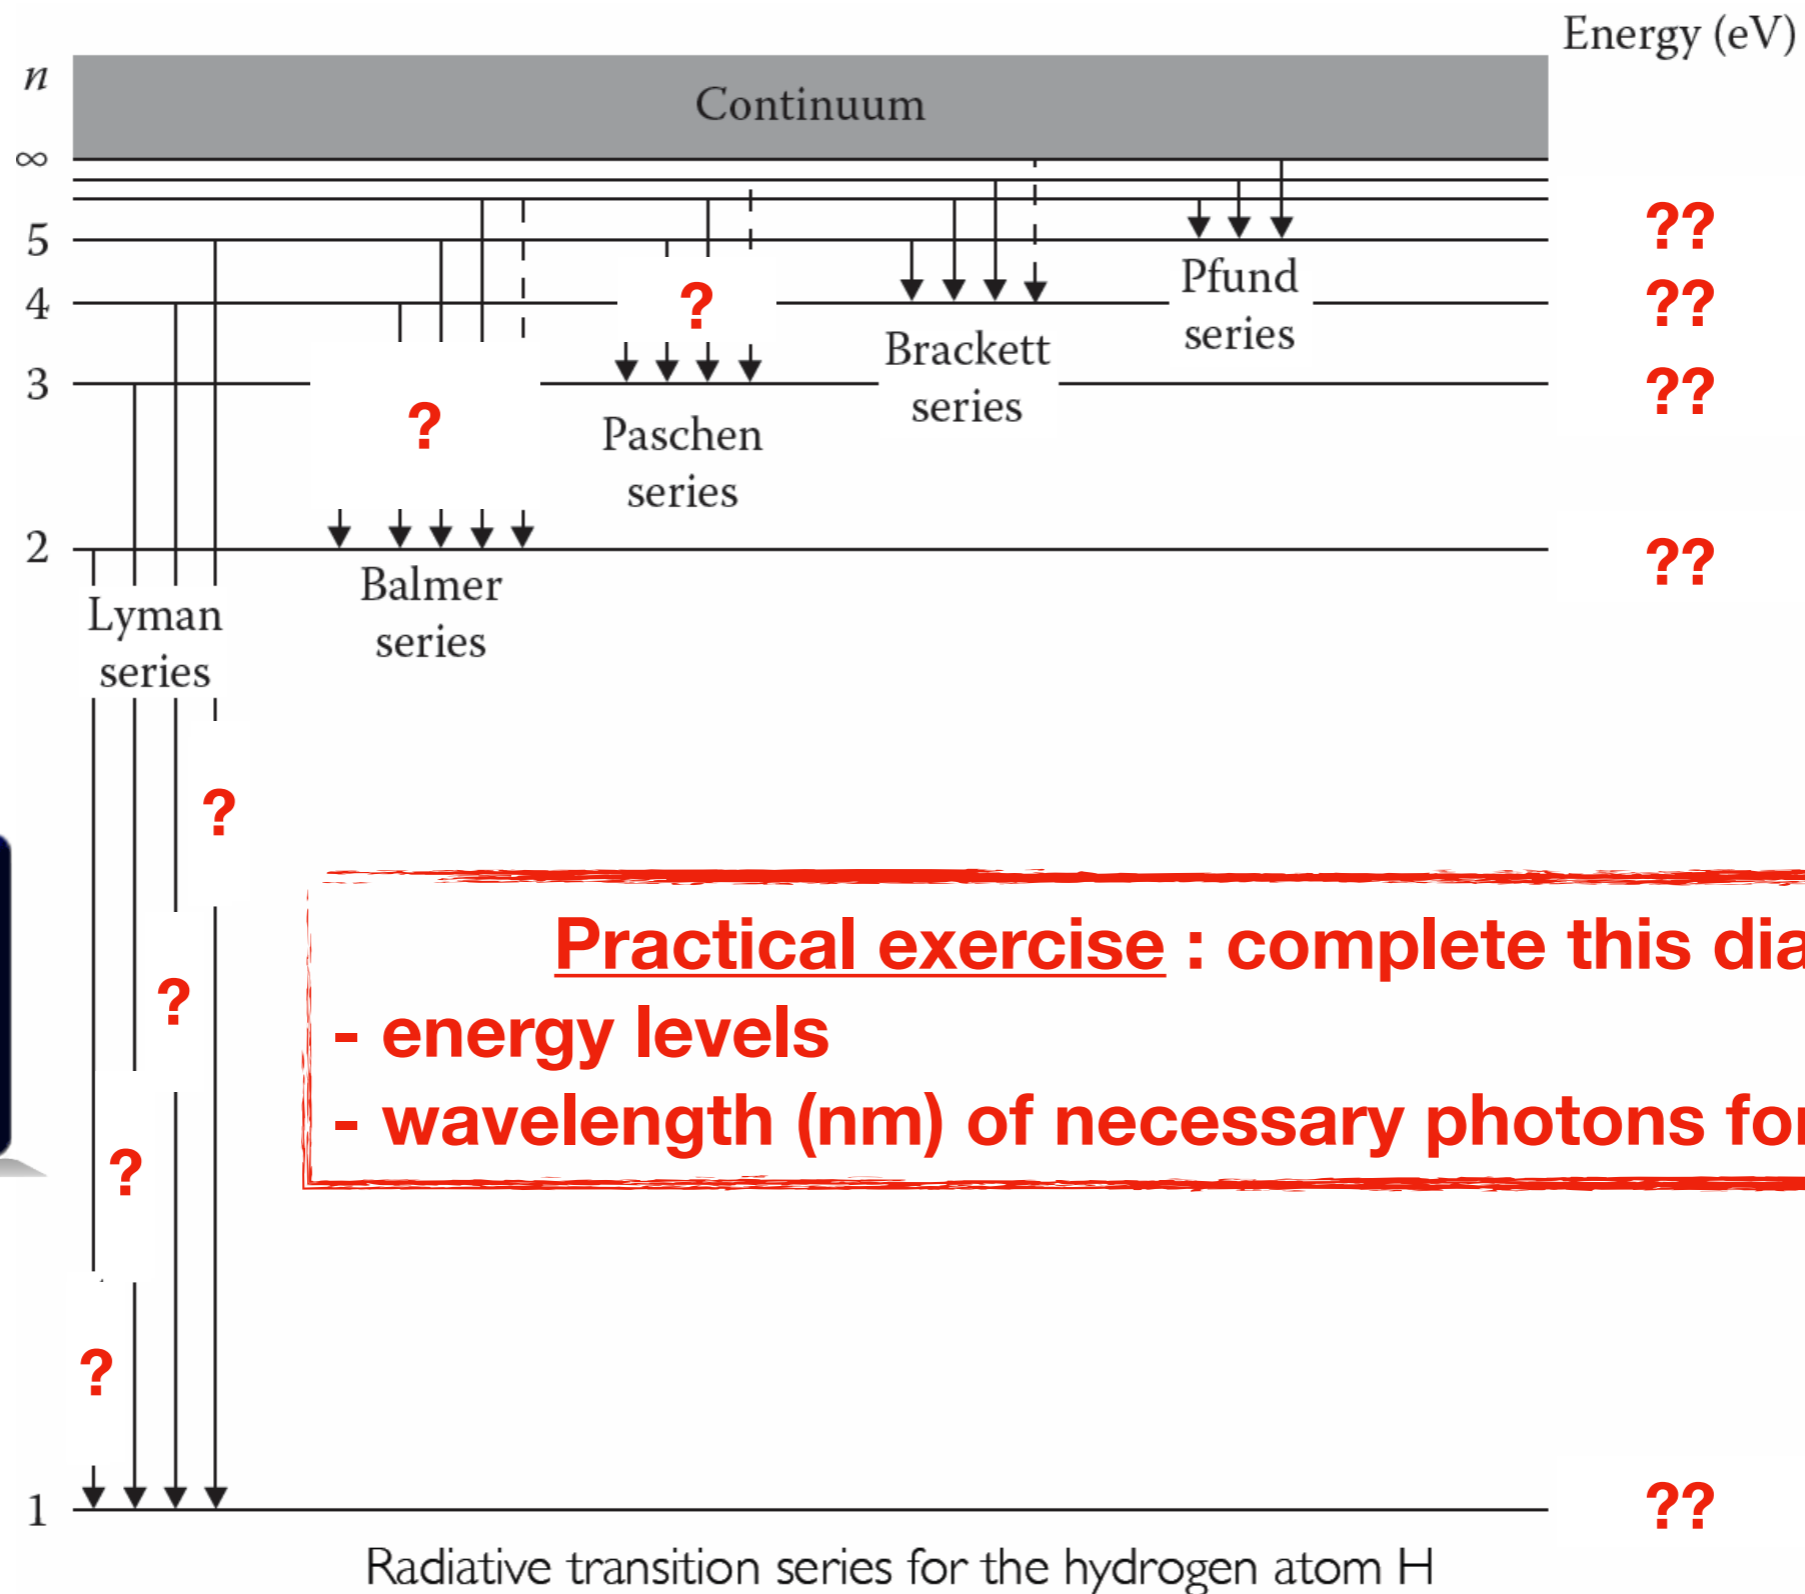 Energy (eV)
n
Continuum
∞
??
5
Pfund
series
4
?
??
Brackett
series
3
?
??
Paschen
series
2
??
Balmer
series
Lyman
series
?
Practical exercise : complete this dia
- energy levels
?
- wavelength (nm) of necessary photons for
?
?
1
??
Radiative transition series for the hydrogen atom H